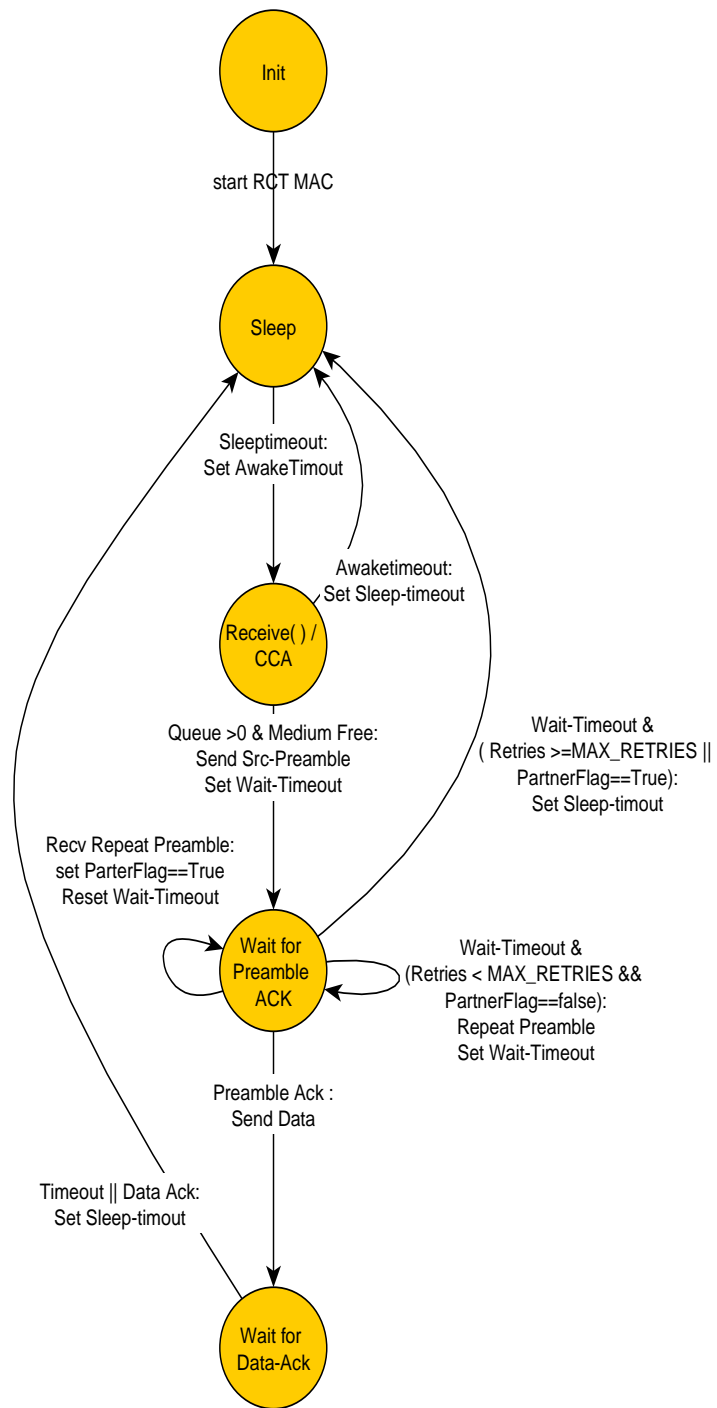 Init
start RCT MAC
Sleep
Sleeptimeout:
Set AwakeTimout
Awaketimeout:
Set Sleep-timeout
Receive( ) /
CCA
Queue >0 & Medium Free:
Send Src-Preamble
Set Wait-Timeout
Wait-Timeout &
( Retries >=MAX_RETRIES ||
PartnerFlag==True):
Set Sleep-timout
Recv Repeat Preamble:
set ParterFlag==True
Reset Wait-Timeout
Wait for
Preamble
ACK
Wait-Timeout &
(Retries < MAX_RETRIES &&
PartnerFlag==false):
Repeat Preamble
Set Wait-Timeout
Preamble Ack :
Send Data
Timeout || Data Ack:
Set Sleep-timout
Wait for
Data-Ack